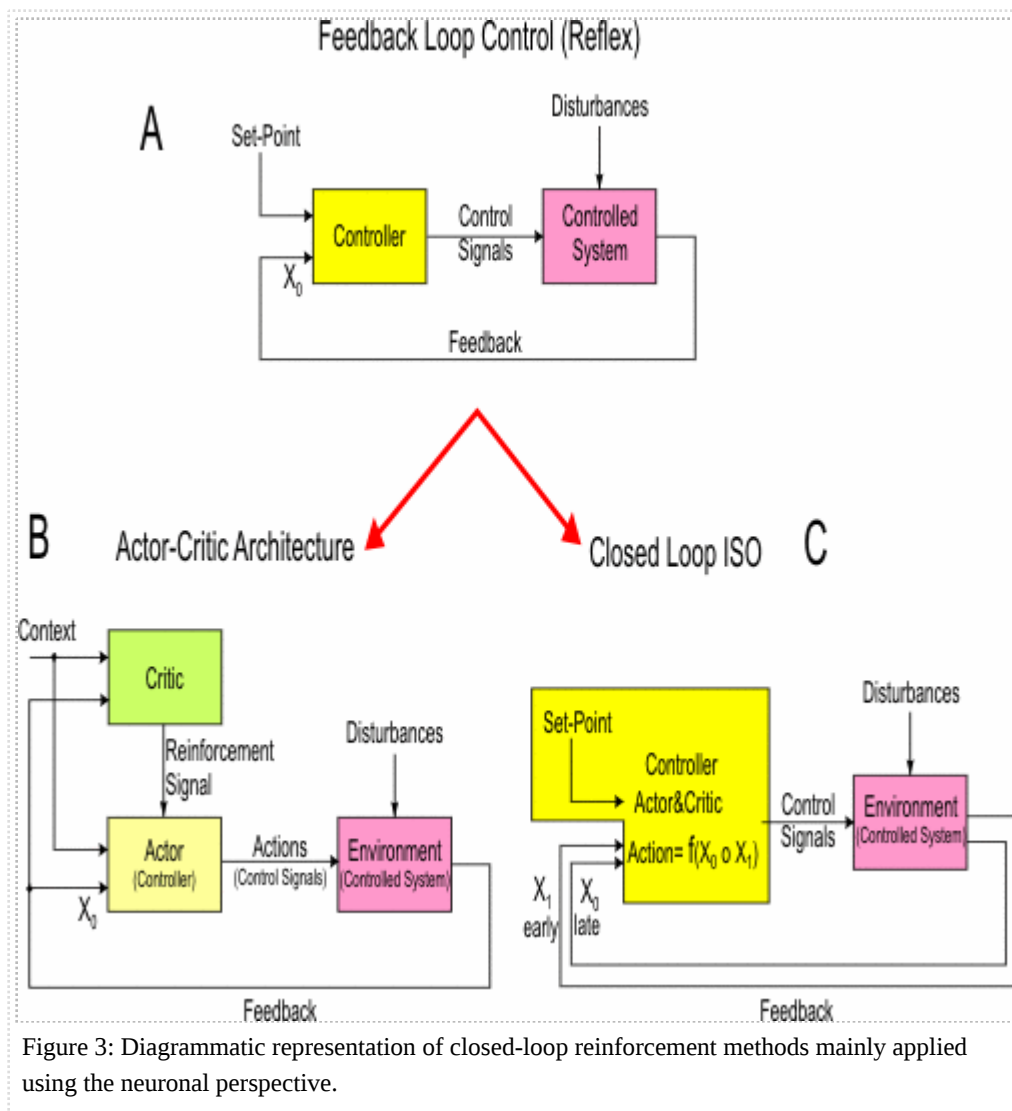 Feedback Loop Control (Reflex)
A
Disturbances
Set-Point
Controller
Control
Signals
Controlled
System
X₀
Feedback
B
Actor-Critic Architecture
Closed Loop ISO
C
Context
Critic
Reinforcement
Signal
Disturbances
Actor
(Controller)
Actions
(Control Signals)
Environment
(Controlled System)
X₀
Feedback
Disturbances
Set-Point
Controller
Actor&Critic
Action= f(X₀ o X₁)
Control
Signals
Environment
(Controlled System)
X₁
early
X₀
late
Feedback
Figure 3: Diagrammatic representation of closed-loop reinforcement methods mainly applied
using the neuronal perspective.